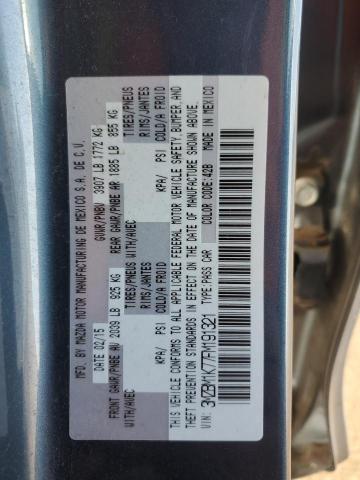 MFD. BY MAZDA MOTOR MANUFACTURING DE MEXICO S.A. DE C.V.
DATE 02/15 GVWR/PNBV 3907 LB 1772 KG
FRONT GAWR/PNBE AV 2039 LB 925 KG REAR GAWR/PNBE AR 1885 LB 855 KG
WITH/AVEC TIRES/PNEUS WITH/AVEC TIRES/PNEUS
RIMS/JANTES RIMS/JANTES
KPA/ PSI COLD/A FROID KPA/ PSI COLD/A FROID
THIS VEHICLE CONFORMS TO ALL APPLICABLE FEDERAL MOTOR VEHICLE SAFETY, BUMPER, AND
THEFT PREVENTION STANDARDS IN EFFECT ON THE DATE OF MANUFACTURE SHOWN ABOVE.
3MZBM1K77FM191321 TYPE:PASS CAR COLOR CODE:42B MADE IN MEXICO